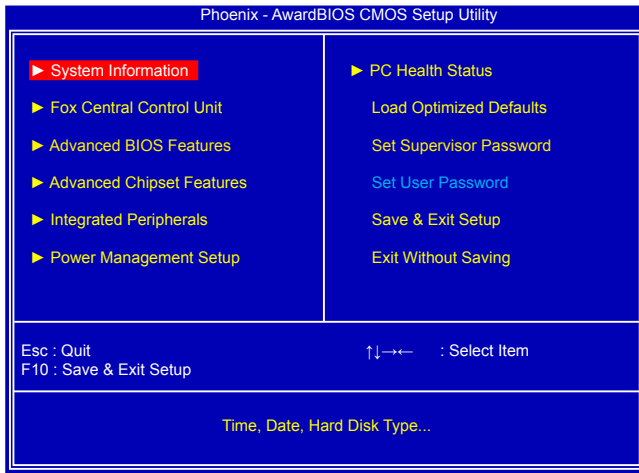 Phoenix - AwardBIOS CMOS Setup Utility
► System Information
► Fox Central Control Unit
► Advanced BIOS Features
► Advanced Chipset Features
► Integrated Peripherals
► Power Management Setup
► PC Health Status
Load Optimized Defaults
Set Supervisor Password
Set User Password
Save & Exit Setup
Exit Without Saving
Esc : Quit
F10 : Save & Exit Setup
↑↓→← : Select Item
Time, Date, Hard Disk Type...